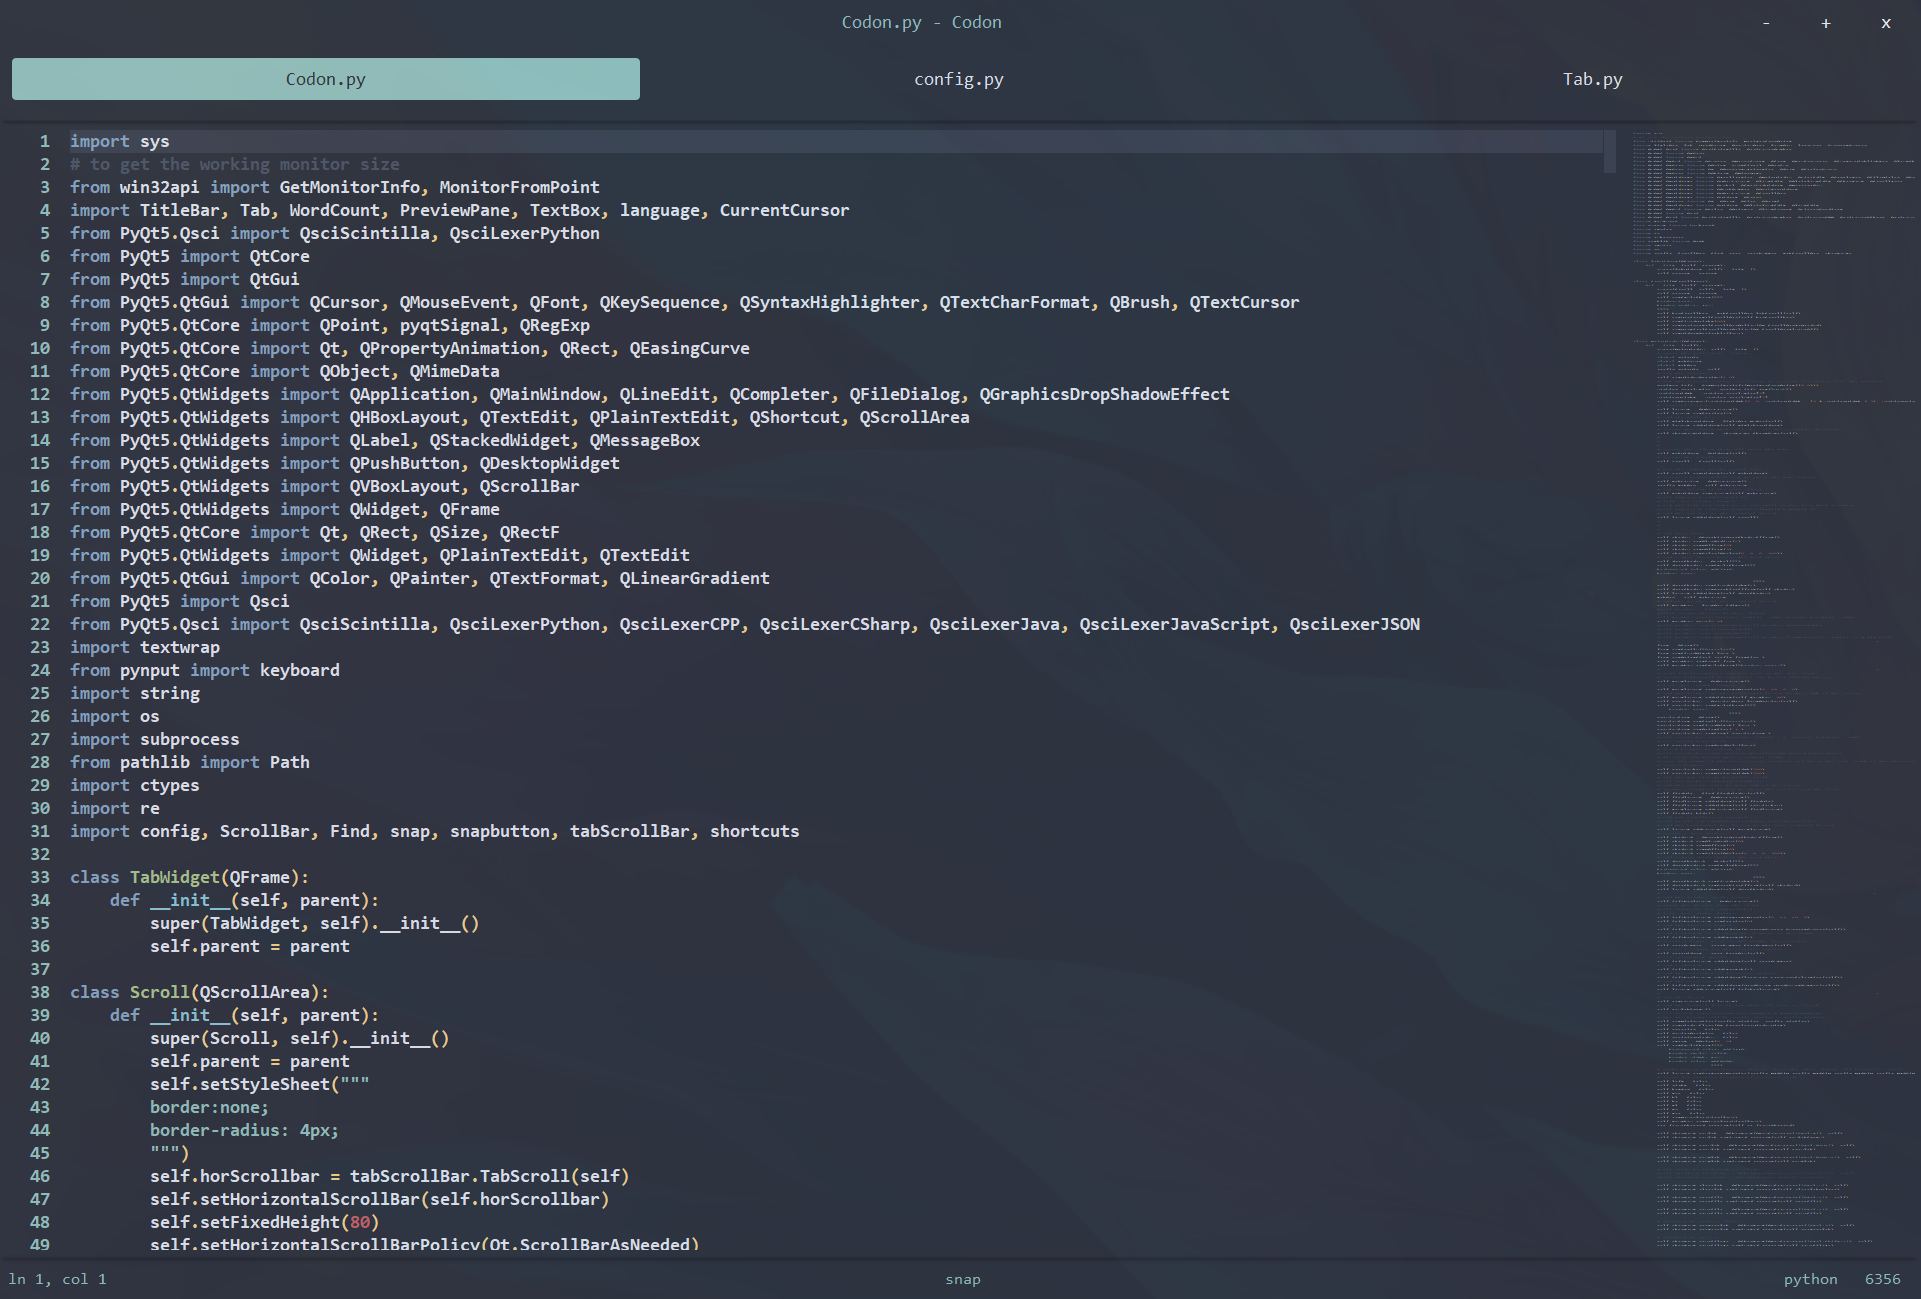 Codon.py - Codon
- + x
Codon.py config.py Tab.py
1 import sys
2 # to get the working monitor size
3 from win32api import GetMonitorInfo, MonitorFromPoint
4 import TitleBar, Tab, WordCount, PreviewPane, TextBox, language, CurrentCursor
5 from PyQt5.Qsci import QsciScintilla, QsciLexerPython
6 from PyQt5 import QtCore
7 from PyQt5 import QtGui
8 from PyQt5.QtGui import QCursor, QMouseEvent, QFont, QKeySequence, QSyntaxHighlighter, QTextCharFormat, QBrush, QTextCursor
9 from PyQt5.QtCore import QPoint, pyqtSignal, QRegExp
10 from PyQt5.QtCore import Qt, QPropertyAnimation, QRect, QEasingCurve
11 from PyQt5.QtCore import QObject, QMimeData
12 from PyQt5.QtWidgets import QApplication, QMainWindow, QLineEdit, QCompleter, QFileDialog, QGraphicsDropShadowEffect
13 from PyQt5.QtWidgets import QHBoxLayout, QTextEdit, QPlainTextEdit, QShortcut, QScrollArea
14 from PyQt5.QtWidgets import QLabel, QStackedWidget, QMessageBox
15 from PyQt5.QtWidgets import QPushButton, QDesktopWidget
16 from PyQt5.QtWidgets import QVBoxLayout, QScrollBar
17 from PyQt5.QtWidgets import QWidget, QFrame
18 from PyQt5.QtCore import Qt, QRect, QSize, QRectF
19 from PyQt5.QtWidgets import QWidget, QPlainTextEdit, QTextEdit
20 from PyQt5.QtGui import QColor, QPainter, QTextFormat, QLinearGradient
21 from PyQt5 import Qsci
22 from PyQt5.Qsci import QsciScintilla, QsciLexerPython, QsciLexerCPP, QsciLexerCSharp, QsciLexerJava, QsciLexerJavaScript, QsciLexerJSON
23 import textwrap
24 from pynput import keyboard
25 import string
26 import os
27 import subprocess
28 from pathlib import Path
29 import ctypes
30 import re
31 import config, ScrollBar, Find, snap, snapbutton, tabScrollBar, shortcuts
32
33 class TabWidget(QFrame):
34     def __init__(self, parent):
35         super(TabWidget, self).__init__()
36         self.parent = parent
37
38 class Scroll(QScrollArea):
39     def __init__(self, parent):
40         super(Scroll, self).__init__()
41         self.parent = parent
42         self.setStyleSheet("""
43         border:none;
44         border-radius: 4px;
45         """)
46         self.horScrollbar = tabScrollBar.TabScroll(self)
47         self.setHorizontalScrollBar(self.horScrollbar)
48         self.setFixedHeight(80)
49         self.setHorizontalScrollBarPolicy(Qt.ScrollBarAsNeeded)
ln 1, col 1 snap python 6356